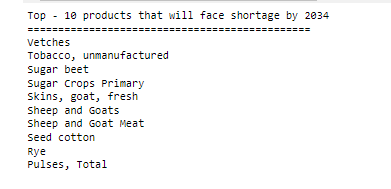 Top - 10 products that will face shortage by 2034
==============================================
Vetches
Tobacco, unmanufactured
Sugar beet
Sugar Crops Primary
Skins, goat, fresh
Sheep and Goats
Sheep and Goat Meat
Seed cotton
Rye
Pulses, Total